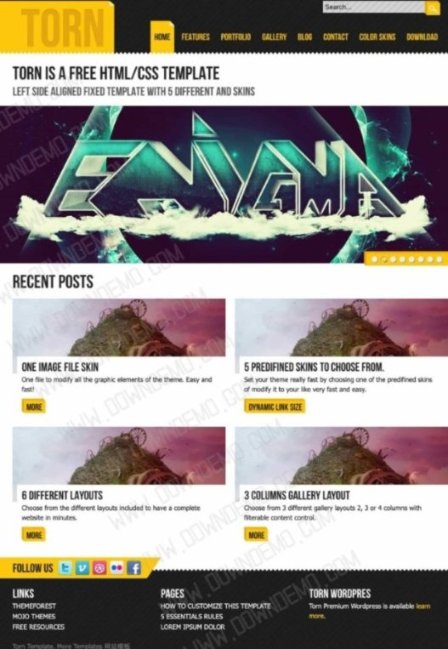 TORN
Search...
HOME FEATURES PORTFOLIO GALLERY BLOG CONTACT COLOR SKINS DOWNLOAD
TORN IS A FREE HTML/CSS TEMPLATE
LEFT SIDE ALIGNED FIXED TEMPLATE WITH 5 DIFFERENT AND SKINS
ENIGMA
RECENT POSTS
ONE IMAGE FILE SKIN
One file to modify all the graphic elements of the theme. Easy and
fast!
MORE
5 PREDIFINED SKINS TO CHOOSE FROM.
Set your theme really fast by choosing one of the predifined skins
of modify it to your like very fast and easy.
DYNAMIC LINK SIZE
6 DIFFERENT LAYOUTS
Choose from the different layouts included to have a complete
website in minutes.
MORE
3 COLUMNS GALLERY LAYOUT
Choose from 3 different gallery layouts 2, 3 or 4 columns with
filterable content control.
MORE
FOLLOW US
LINKS
THEMEFOREST
MOJO THEMES
FREE RESOURCES
PAGES
HOW TO CUSTOMIZE THIS TEMPLATE
5 ESSENTIALS RULES
LOREM IPSUM DOLOR
TORN WORDPRES
Torn Premium Wordpress is available learn
more.
Torn Template. More Templates 网站模板
WWW.DOWNDEMO.COM